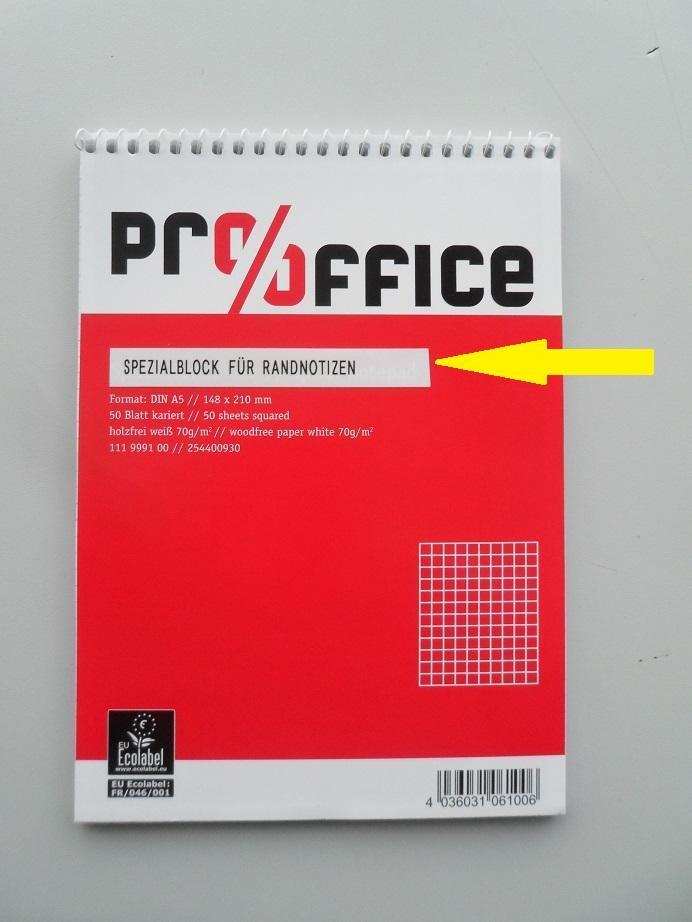 PRO/OFFICE
SPEZIALBLOCK FÜR RANDNOTIZEN
Format: DIN A5 // 148 x 210 mm
50 Blatt kariert // 50 sheets squared
holzfrei weiß 70g/m² // woodfree paper white 70g/m²
111 9991 00 // 254400930
€
EU
Ecolabel
www.ecolabel.eu
EU Ecolabel:
FR/046/001
4 036031 061006